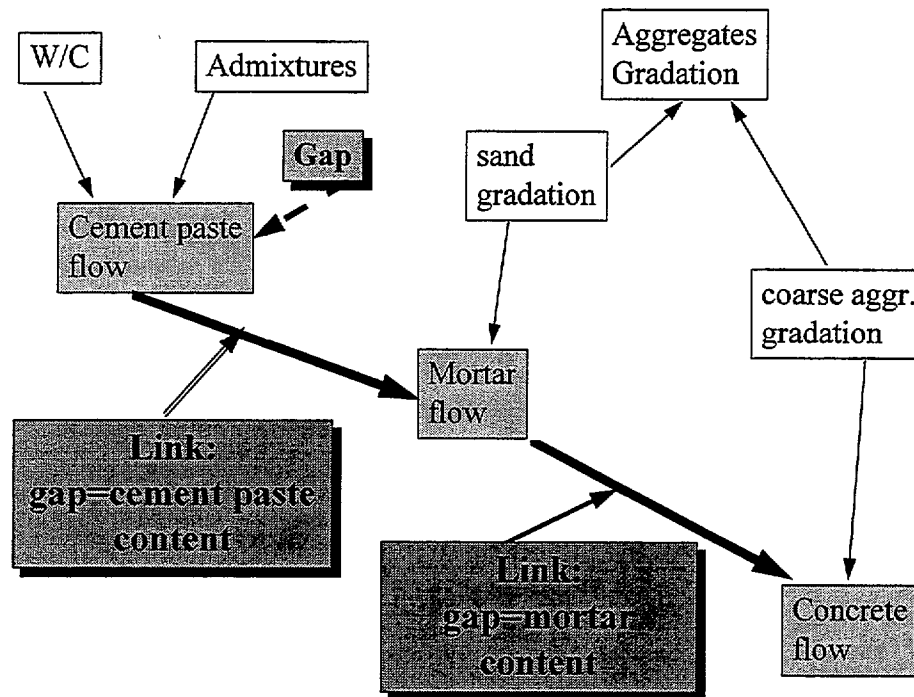 W/C
Admixtures
Aggregates
Gradation
Gap
sand
gradation
Cement paste
flow
coarse aggr.
gradation
Mortar
flow
Link:
gap=cement paste
content
Link:
gap=mortar
content
Concrete
flow